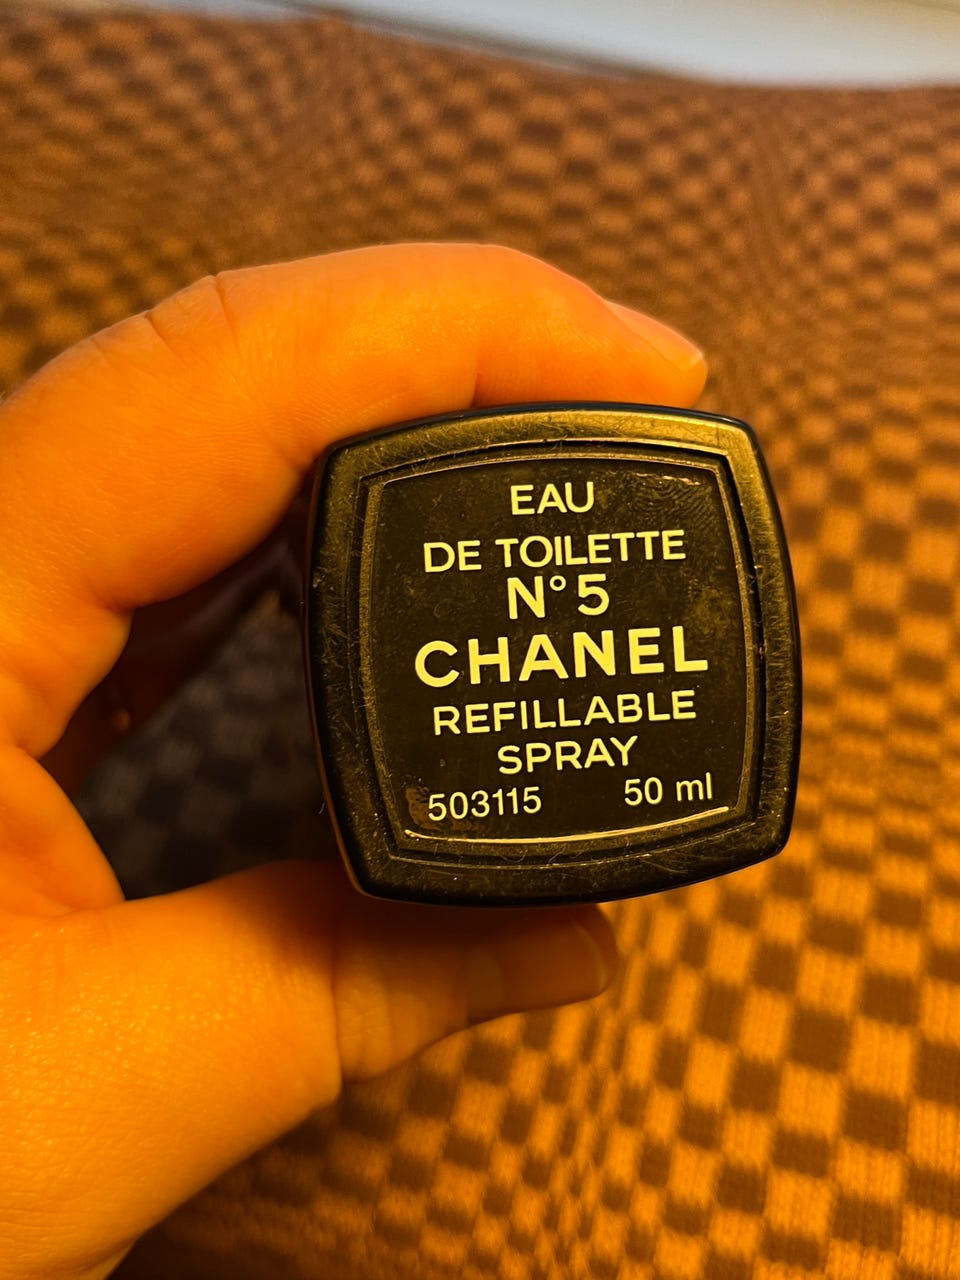 EAU
DE TOILETTE
N°5
CHANEL
REFILLABLE
SPRAY
503115 50 ml